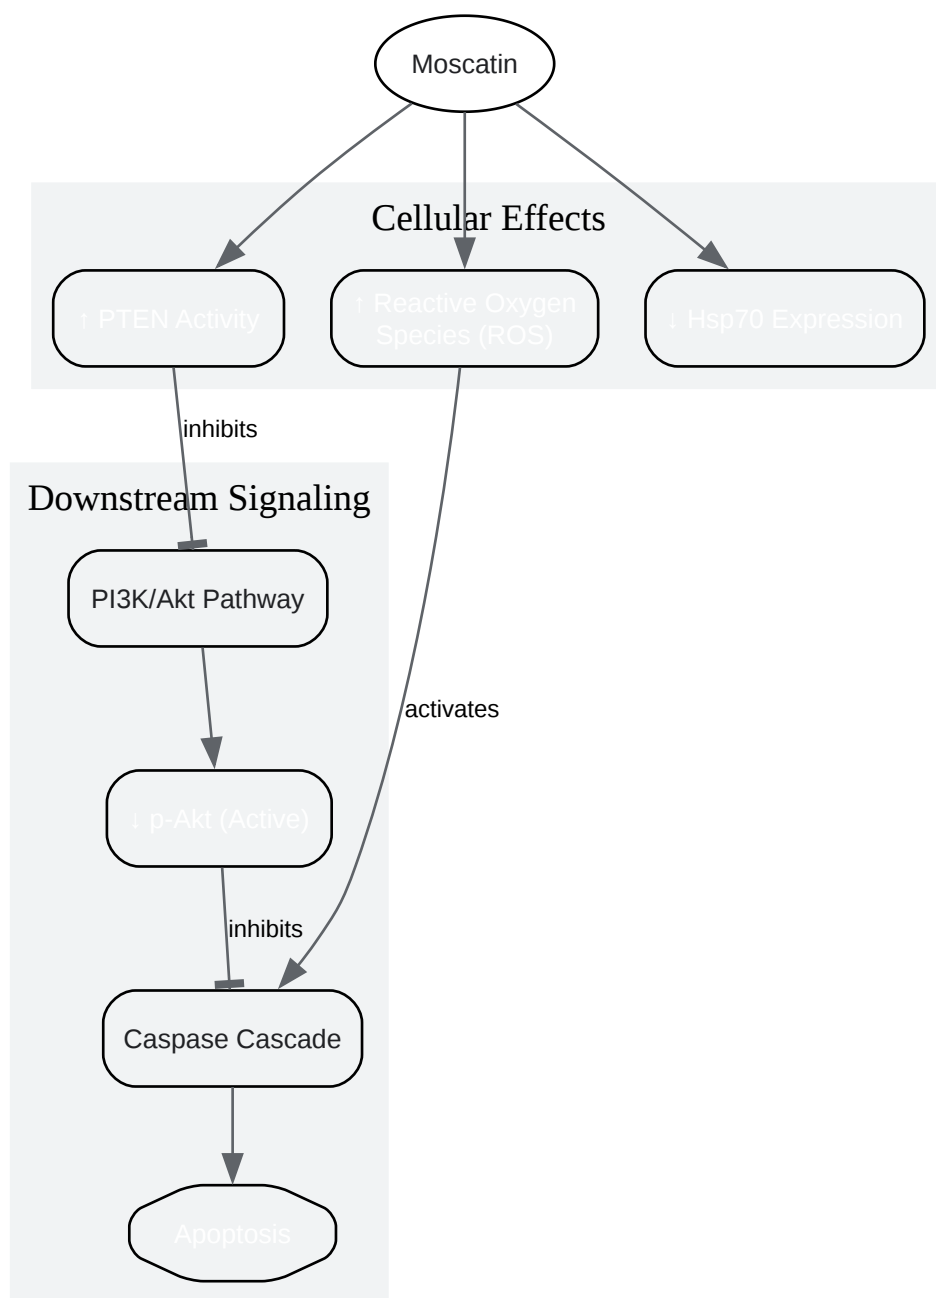 Moscatin
Cellular Effects
↑ PTEN Activity
↑ Reactive Oxygen
Species (ROS)
↓ Hsp70 Expression
inhibits
Downstream Signaling
PI3K/Akt Pathway
activates
↓ p-Akt (Active)
inhibits
Caspase Cascade
Apoptosis